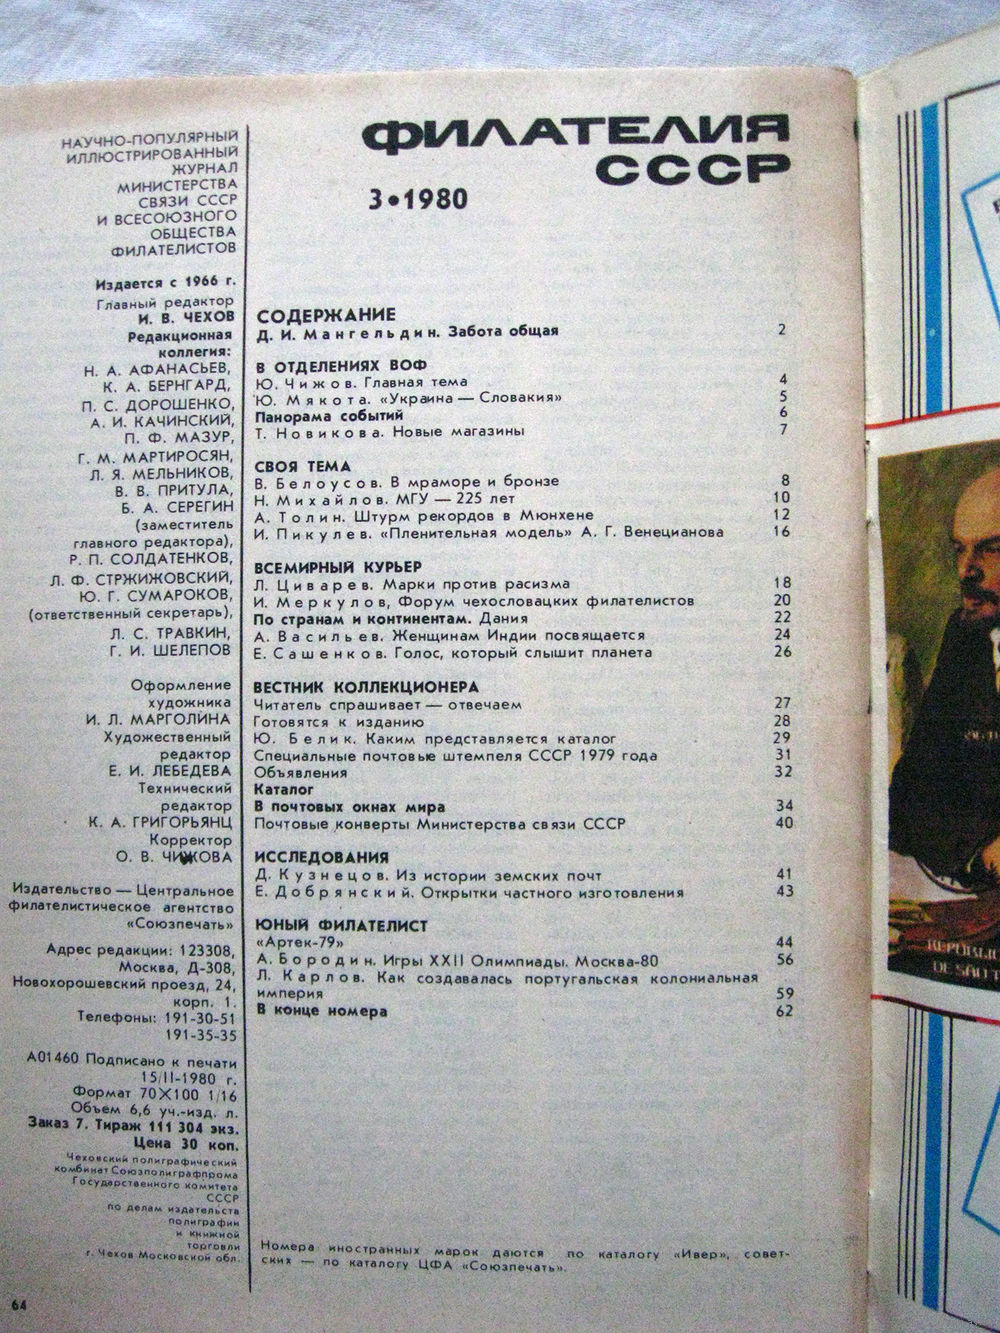 ФИЛАТЕЛИЯ
СССР
3•1980
НАУЧНО-ПОПУЛЯРНЫЙ
ИЛЛЮСТРИРОВАННЫЙ
ЖУРНАЛ
МИНИСТЕРСТВА
СВЯЗИ СССР
И ВСЕСОЮЗНОГО
ОБЩЕСТВА
ФИЛАТЕЛИСТОВ
Издается с 1966 г.
Главный редактор
И. В. ЧЕХОВ
Редакционная
коллегия:
Н. А. АФАНАСЬЕВ,
К. А. БЕРНГАРД,
П. С. ДОРОШЕНКО,
А. И. КАЧИНСКИЙ,
П. Ф. МАЗУР,
Г. М. МАРТИРОСЯН,
Л. Я. МЕЛЬНИКОВ,
В. В. ПРИТУЛА,
Б. А. СЕРЕГИН
(заместитель
главного редактора),
Р. П. СОЛДАТЕНКОВ,
Л. Ф. СТРЖИЖОВСКИЙ,
Ю. Г. СУМАРОКОВ,
(ответственный секретарь),
Л. С. ТРАВКИН,
Г. И. ШЕЛЕПОВ
Оформление
художника
И. Л. МАРГОЛИНА
Художественный
редактор
Е. И. ЛЕБЕДЕВА
Технический
редактор
К. А. ГРИГОРЬЯНЦ
Корректор
О. В. ЧИЖОВА
Издательство — Центральное
филателистическое агентство
«Союзпечать»
Адрес редакции: 123308,
Москва, Д-308,
Новохорошевский проезд, 24,
корп. 1.
Телефоны: 191-30-51
191-35-35
А01460 Подписано к печати
15/II-1980 г.
Формат 70Х100 1/16
Объем 6,6 уч.-изд. л.
Заказ 7. Тираж 111 304 экз.
Цена 30 коп.
Чеховский полиграфический
комбинат Союзполиграфпрома
Государственного комитета
СССР
по делам издательств
полиграфии
и книжной
торговли
г. Чехов Московской обл.
64
СОДЕРЖАНИЕ
Д. И. Мангельдин. Забота общая 2
В ОТДЕЛЕНИЯХ ВОФ
Ю. Чижов. Главная тема 4
Ю. Мякота. «Украина — Словакия» 5
Панорама событий 6
Т. Новикова. Новые магазины 7
СВОЯ ТЕМА
В. Белоусов. В мраморе и бронзе 8
Н. Михайлов. МГУ — 225 лет 10
А. Толин. Штурм рекордов в Мюнхене 12
И. Пикулев. «Пленительная модель» А. Г. Венецианова 16
ВСЕМИРНЫЙ КУРЬЕР
Л. Циварев. Марки против расизма 18
И. Меркулов, Форум чехословацких филателистов 20
По странам и континентам. Дания 22
А. Васильев. Женщинам Индии посвящается 24
Е. Сашенков. Голос, который слышит планета 26
ВЕСТНИК КОЛЛЕКЦИОНЕРА
Читатель спрашивает — отвечаем 27
Готовятся к изданию 28
Ю. Белик. Каким представляется каталог 29
Специальные почтовые штемпеля СССР 1979 года 31
Объявления 32
Каталог
В почтовых окнах мира 34
Почтовые конверты Министерства связи СССР 40
ИССЛЕДОВАНИЯ
Д. Кузнецов. Из истории земских почт 41
Е. Добрянский. Открытки частного изготовления 43
ЮНЫЙ ФИЛАТЕЛИСТ
«Артек-79» 44
А. Бородин. Игры XXII Олимпиады. Москва-80 56
Л. Карлов. Как создавалась португальская колониальная
империя 59
В конце номера 62
Номера иностранных марок даются по каталогу «Ивер», совет-
ских — по каталогу ЦФА «Союзпечать».
DE SÃO T